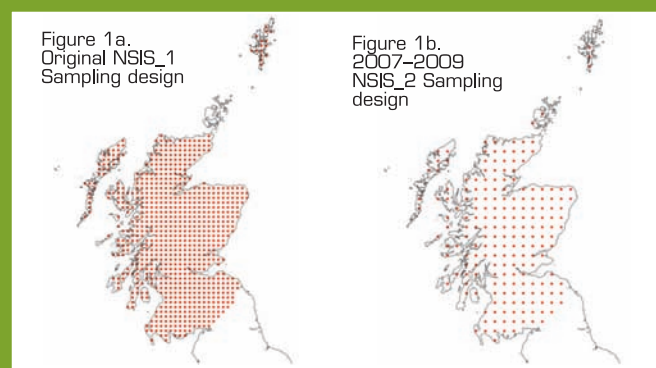 Figure 1a.
Original NSIS_1
Sampling design
Figure 1b.
2007–2009
NSIS_2 Sampling
design